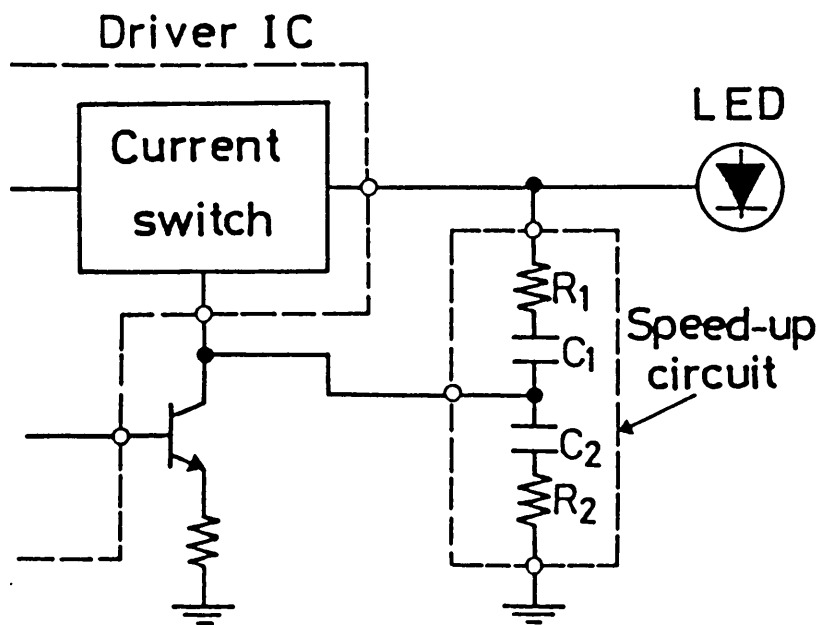 Driver IC
LED
Current
switch
R1
C1
Speed-up
circuit
C2
R2